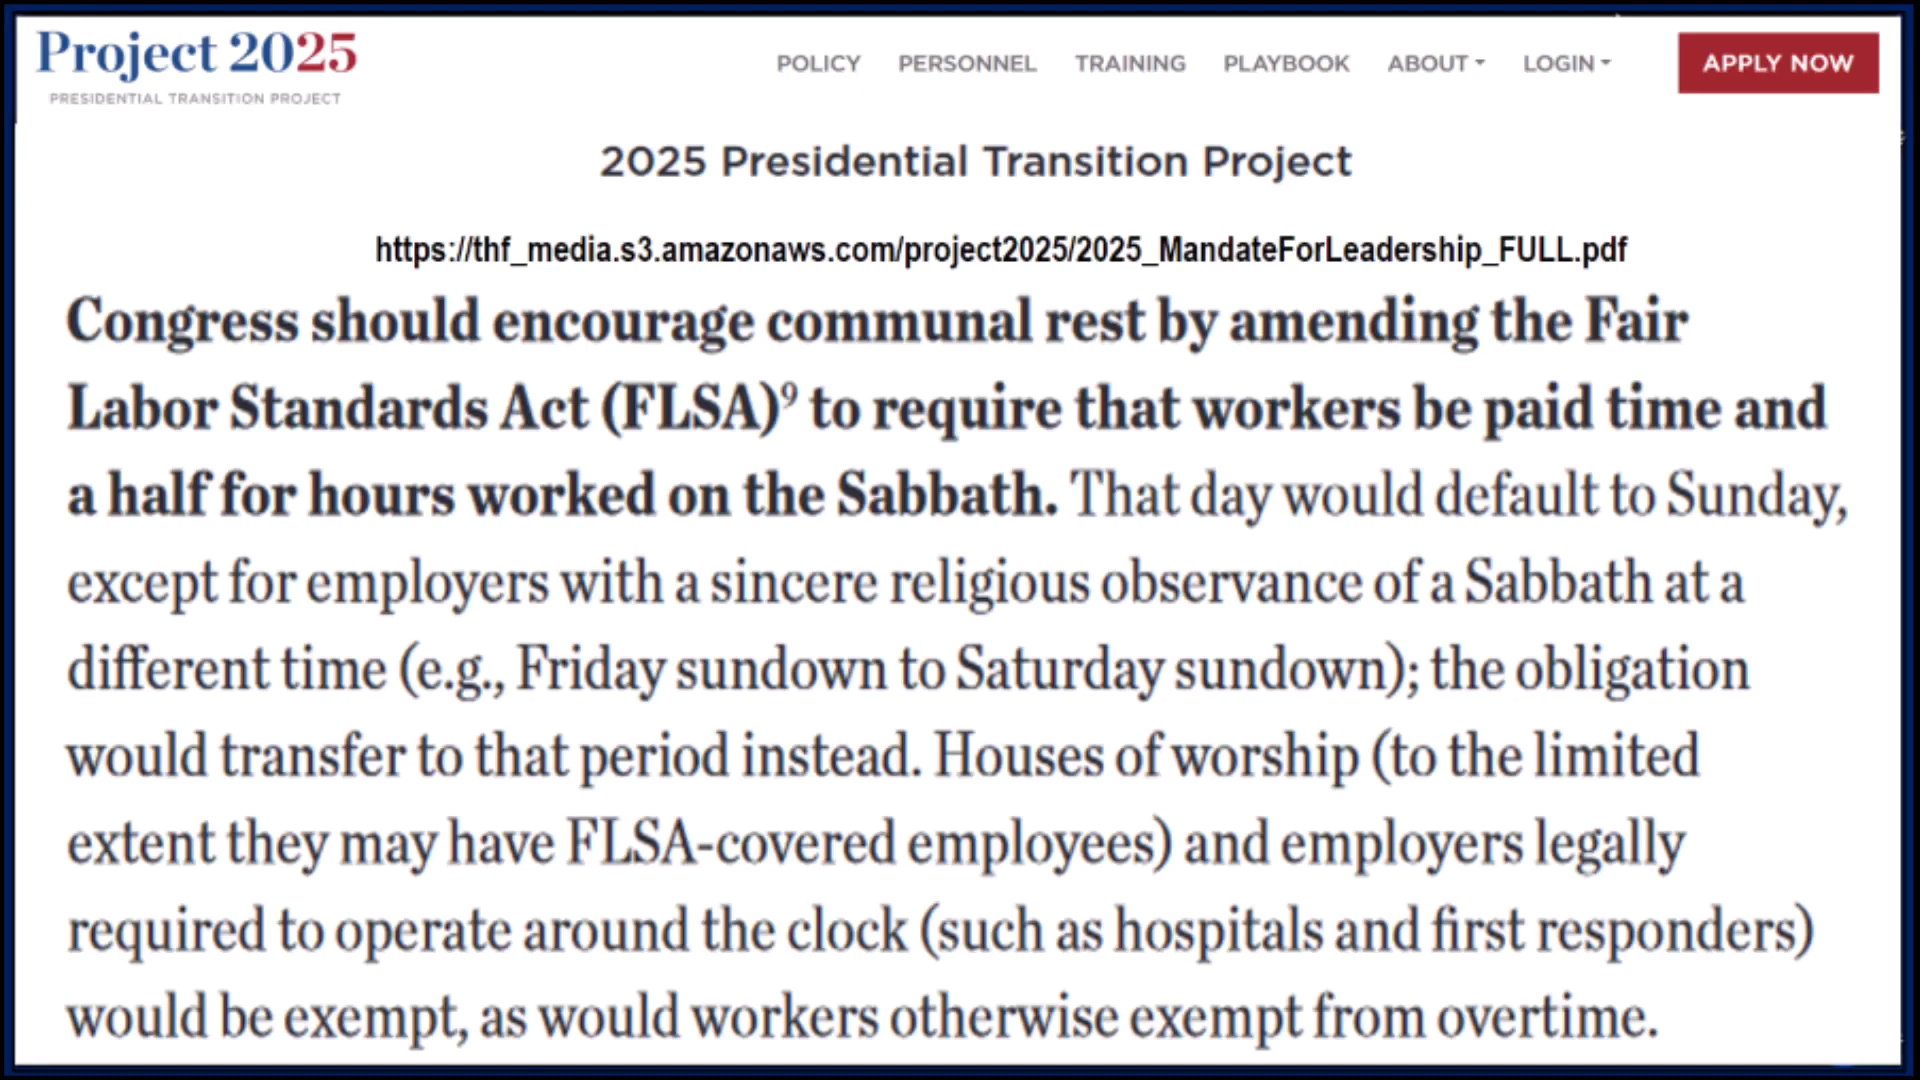 Project 2025
PRESIDENTIAL TRANSITION PROJECT
POLICY PERSONNEL TRAINING PLAYBOOK ABOUT LOGIN APPLY NOW
2025 Presidential Transition Project
https://thf_media.s3.amazonaws.com/project2025/2025_MandateForLeadership_FULL.pdf
Congress should encourage communal rest by amending the Fair
Labor Standards Act (FLSA)⁹ to require that workers be paid time and
a half for hours worked on the Sabbath. That day would default to Sunday,
except for employers with a sincere religious observance of a Sabbath at a
different time (e.g., Friday sundown to Saturday sundown); the obligation
would transfer to that period instead. Houses of worship (to the limited
extent they may have FLSA-covered employees) and employers legally
required to operate around the clock (such as hospitals and first responders)
would be exempt, as would workers otherwise exempt from overtime.